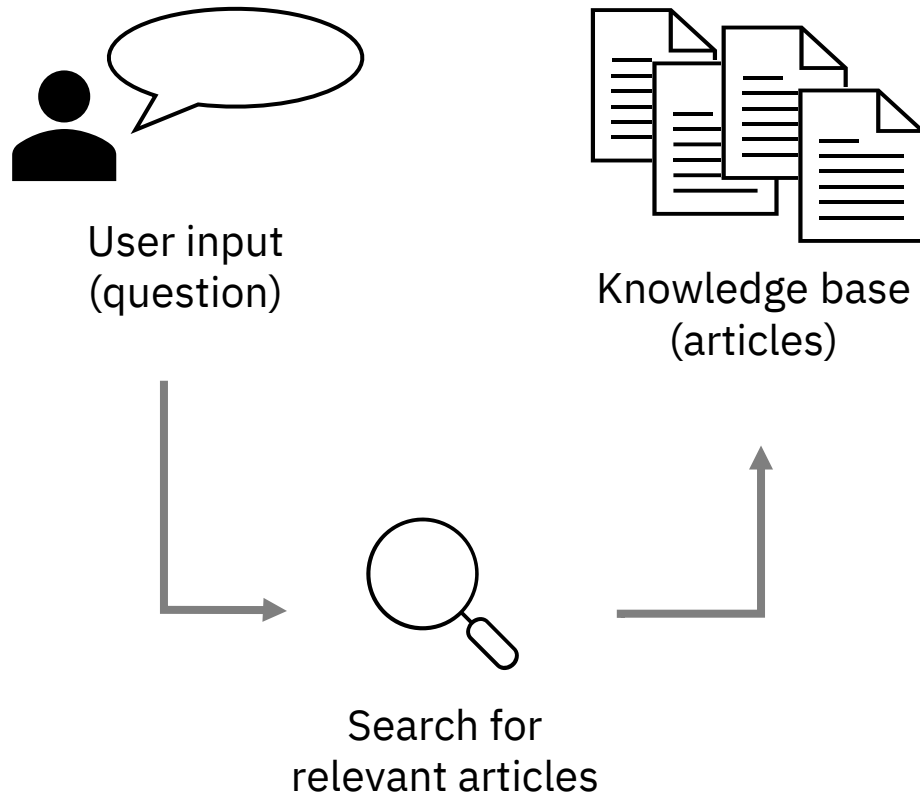 User input
(question)
Knowledge base
(articles)
Search for
relevant articles